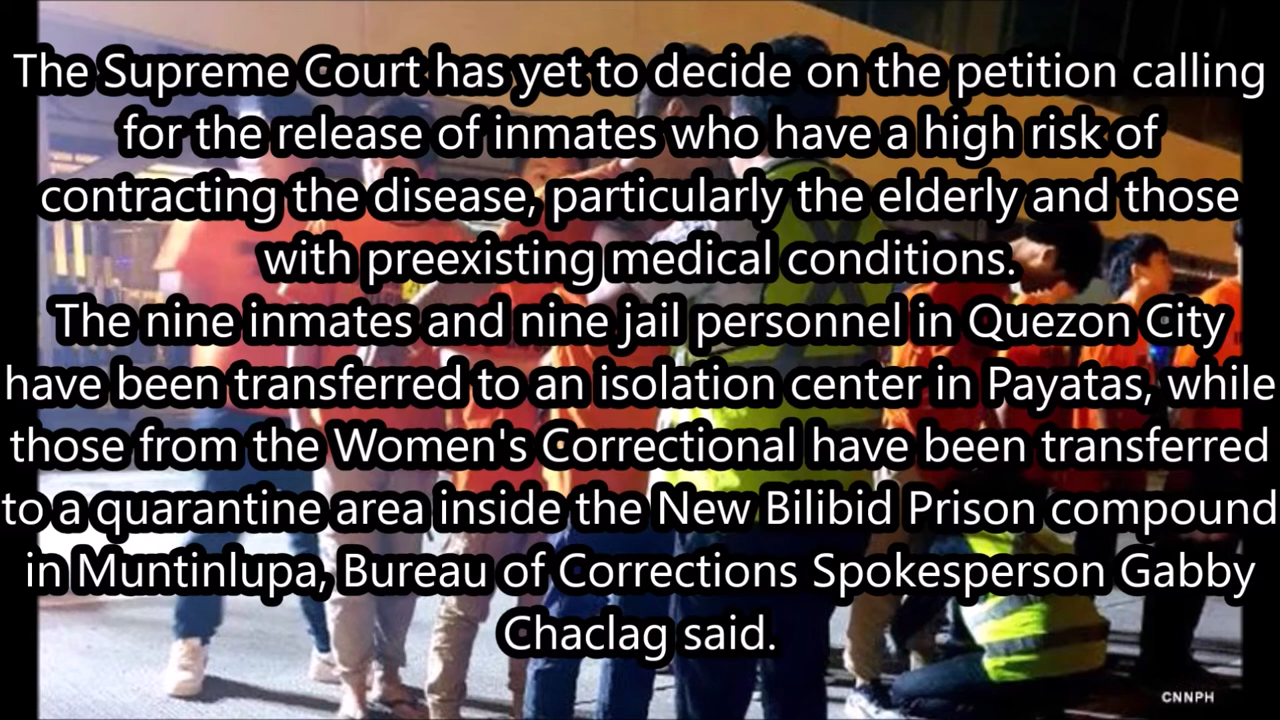 The Supreme Court has yet to decide on the petition calling
for the release of inmates who have a high risk of
contracting the disease, particularly the elderly and those
with preexisting medical conditions.
The nine inmates and nine jail personnel in Quezon City
have been transferred to an isolation center in Payatas, while
those from the Women's Correctional have been transferred
to a quarantine area inside the New Bilibid Prison compound
in Muntinlupa, Bureau of Corrections Spokesperson Gabby
Chaclag said.
CNNPH